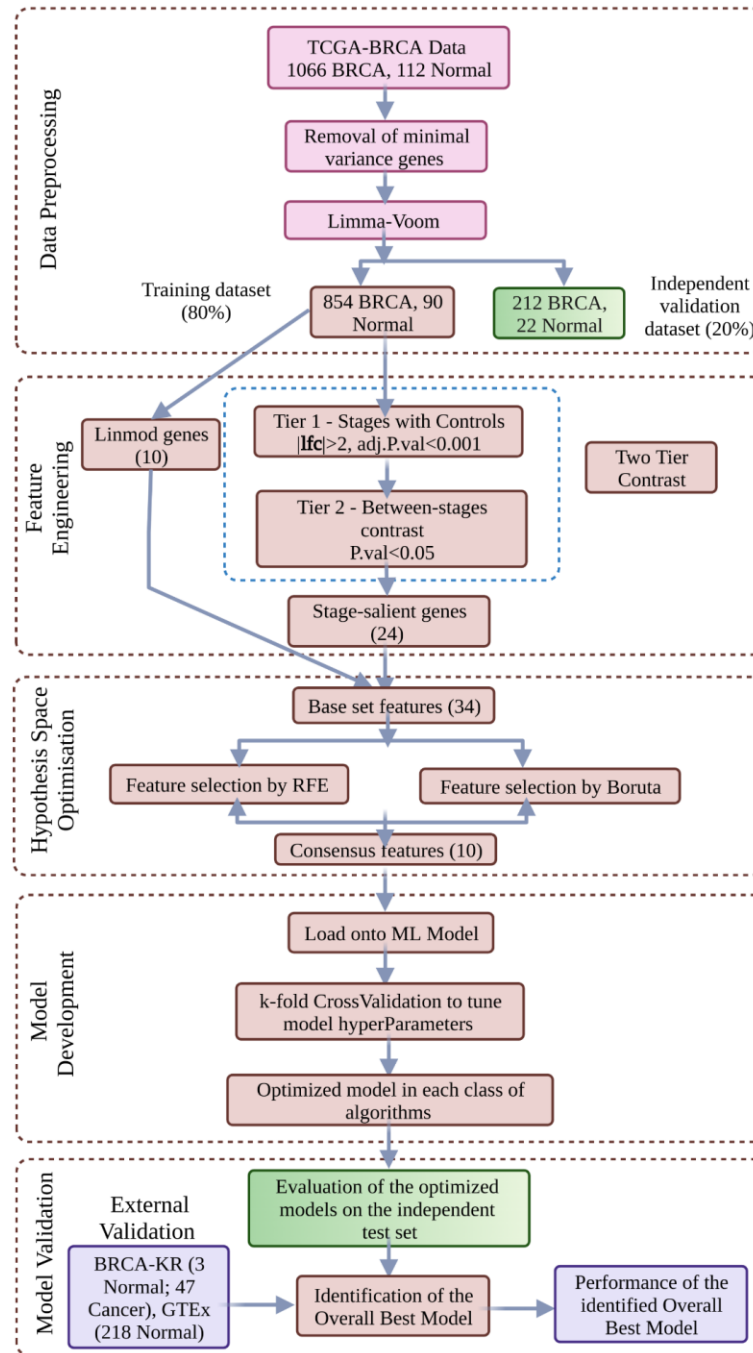 Data Preprocessing
TCGA-BRCA Data
1066 BRCA, 112 Normal
Removal of minimal
variance genes
Limma-Voom
Training dataset
(80%)
854 BRCA, 90
Normal
212 BRCA,
22 Normal
Independent
validation
dataset (20%)
Feature
Engineering
Linmod genes
(10)
Tier 1 - Stages with Controls
|lfc|>2, adj.P.val<0.001
Tier 2 - Between-stages
contrast
P.val<0.05
Two Tier
Contrast
Stage-salient genes
(24)
Hypothesis Space
Optimisation
Base set features (34)
Feature selection by RFE
Feature selection by Boruta
Consensus features (10)
Model
Development
Load onto ML Model
k-fold CrossValidation to tune
model hyperParameters
Optimized model in each class of
algorithms
Model Validation
Evaluation of the optimized
models on the independent
test set
External
Validation
BRCA-KR (3
Normal; 47
Cancer), GTEx
(218 Normal)
Identification of the
Overall Best Model
Performance of the
identified Overall
Best Model